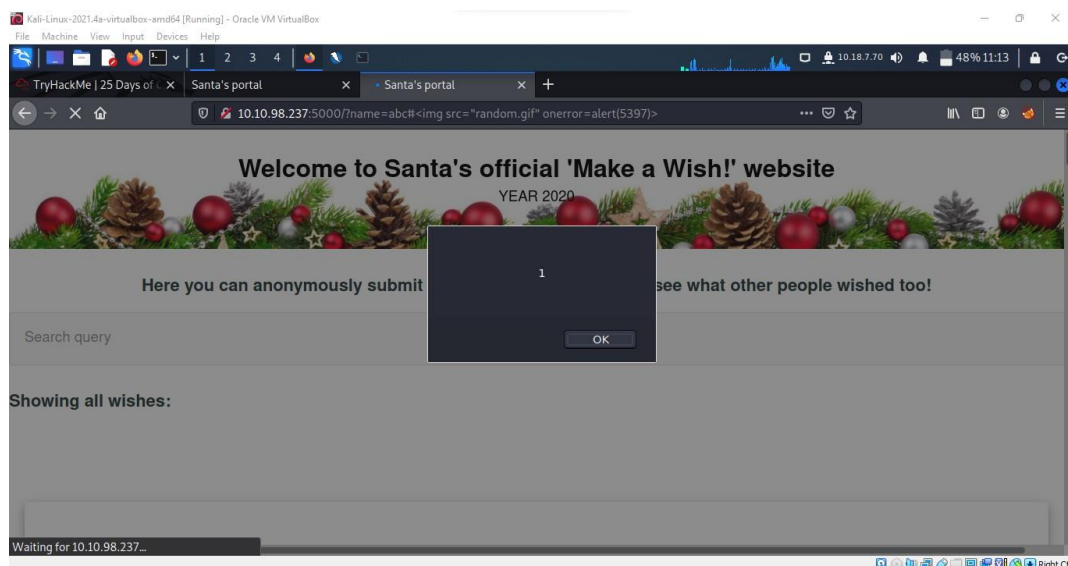 Kali-Linux-2021.4a-virtualbox-amd64 [Running] - Oracle VM VirtualBox
File Machine View Input Devices Help
1 2 3 4
10.18.7.70 48% 11:13
TryHackMe | 25 Days of C
Santa's portal
Santa's portal
10.10.98.237:5000/?name=abc#<img src="random.gif" onerror=alert(5397)>
Welcome to Santa's official 'Make a Wish!' website
YEAR 2020
Here you can anonymously submit see what other people wished too!
1
OK
Search query
Showing all wishes:
Waiting for 10.10.98.237...
Right Ct